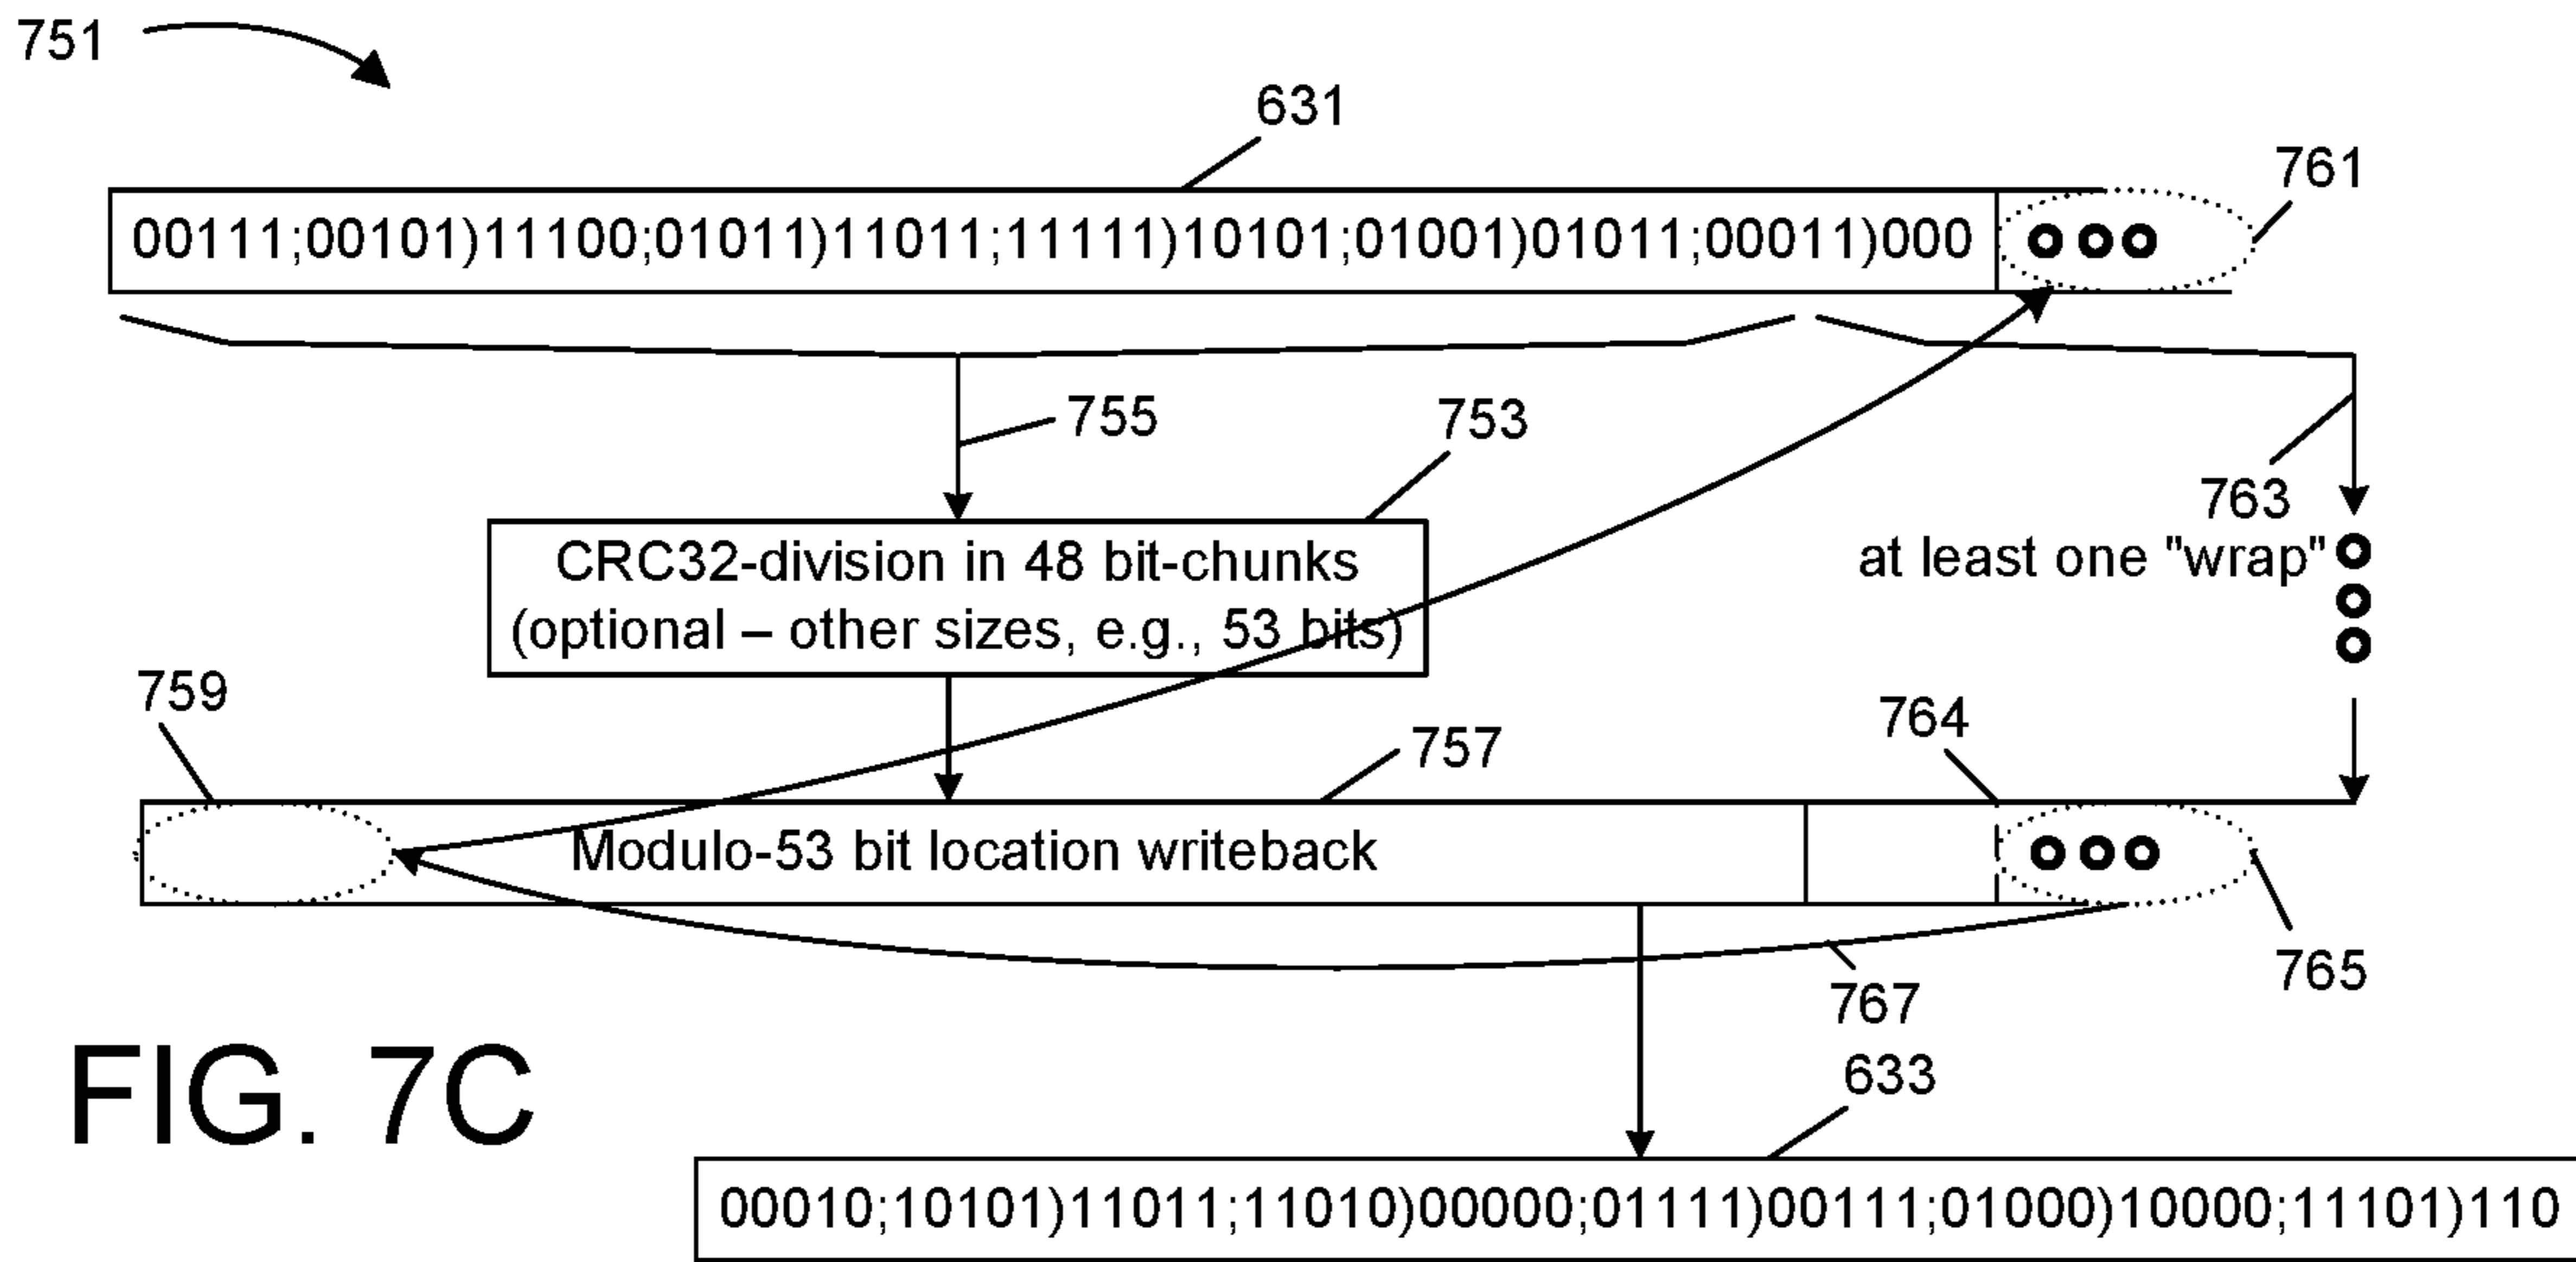 751
631
761
00111;00101)11100;01011)11011;11111)10101;01001)01011;00011)000
755
753
763
CRC32-division in 48 bit-chunks
(optional – other sizes, e.g., 53 bits)
at least one "wrap"
759
764
757
Modulo-53 bit location writeback
765
767
FIG. 7C
633
00010;10101)11011;11010)00000;01111)00111;01000)10000;11101)110